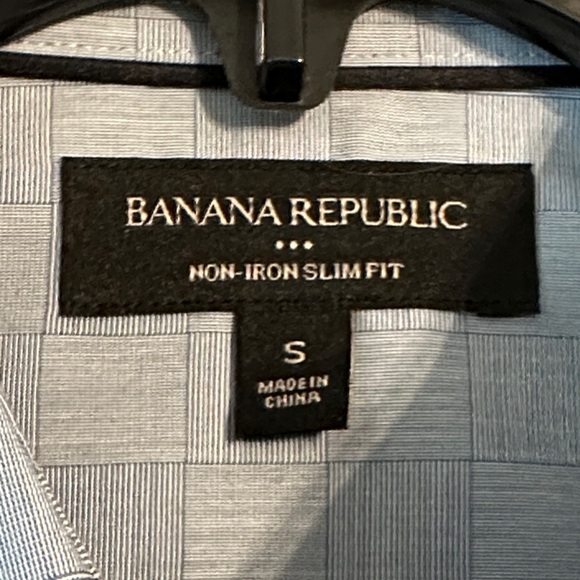 BANANA REPUBLIC
•••
NON-IRON SLIM FIT
S
MADE IN
CHINA